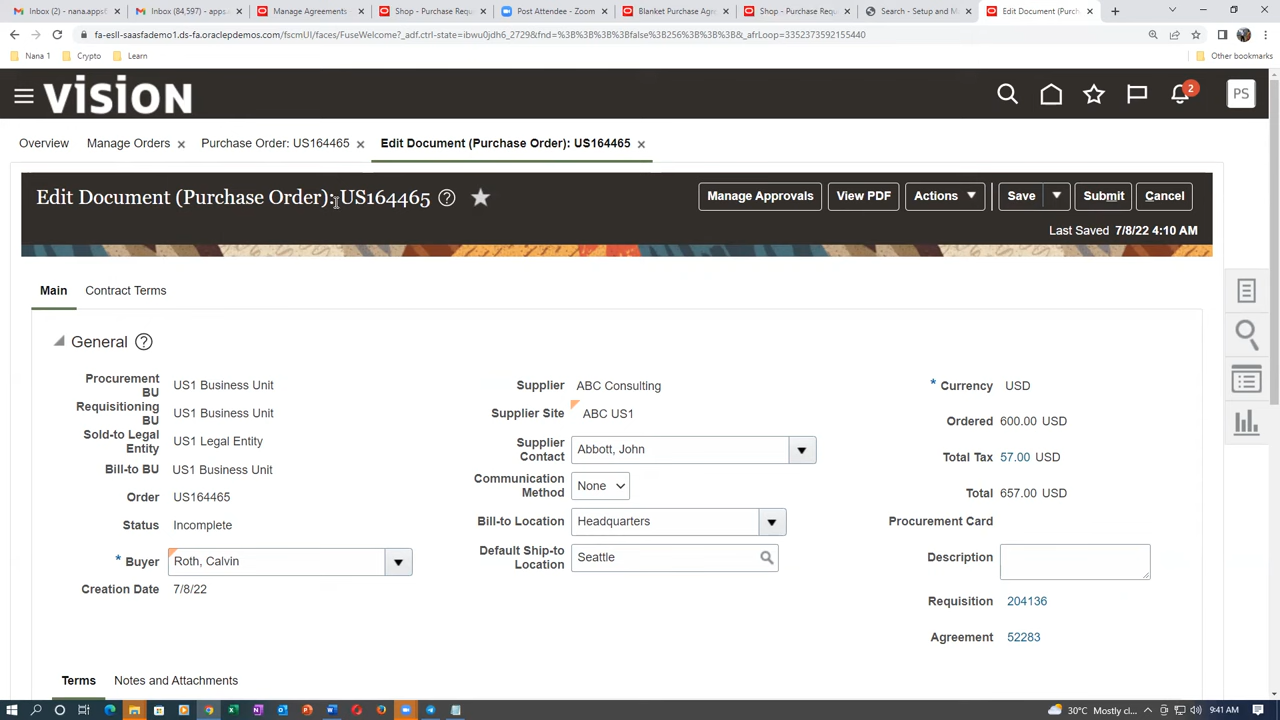 M Inbox (2) - nana.apps@
M Inbox (84,597) - apps.
Manage Agreements
Shop - Purchase Requ
Post Attendee - Zoom
Blanket Purchase Agre
Shop - Purchase Requ
Search - Setup and M
Edit Document (Purch
fa-esll-saasfademo1.ds-fa.oraclepdemos.com/fscmUI/faces/FuseWelcome?_adf.ctrl-state=ibwu0jdh6_2729&fnd=%3B%3B%3B%3Bfalse%3B256%3B%3B%3B&_afrLoop=3352373592155440
Nana 1
Crypto
Learn
Other bookmarks
vision
2
PS
Overview
Manage Orders
Purchase Order: US164465
Edit Document (Purchase Order): US164465
Edit Document (Purchase Order): US164465
Manage Approvals
View PDF
Actions
Save
Submit
Cancel
Last Saved 7/8/22 4:10 AM
Main
Contract Terms
General
Procurement BU US1 Business Unit
Requisitioning BU US1 Business Unit
Sold-to Legal Entity US1 Legal Entity
Bill-to BU US1 Business Unit
Order US164465
Status Incomplete
* Buyer Roth, Calvin
Creation Date 7/8/22
Supplier ABC Consulting
Supplier Site ABC US1
Supplier Contact Abbott, John
Communication Method None
Bill-to Location Headquarters
Default Ship-to Location Seattle
* Currency USD
Ordered 600.00 USD
Total Tax 57.00 USD
Total 657.00 USD
Procurement Card
Description
Requisition 204136
Agreement 52283
Terms
Notes and Attachments
30°C Mostly cl...
9:41 AM